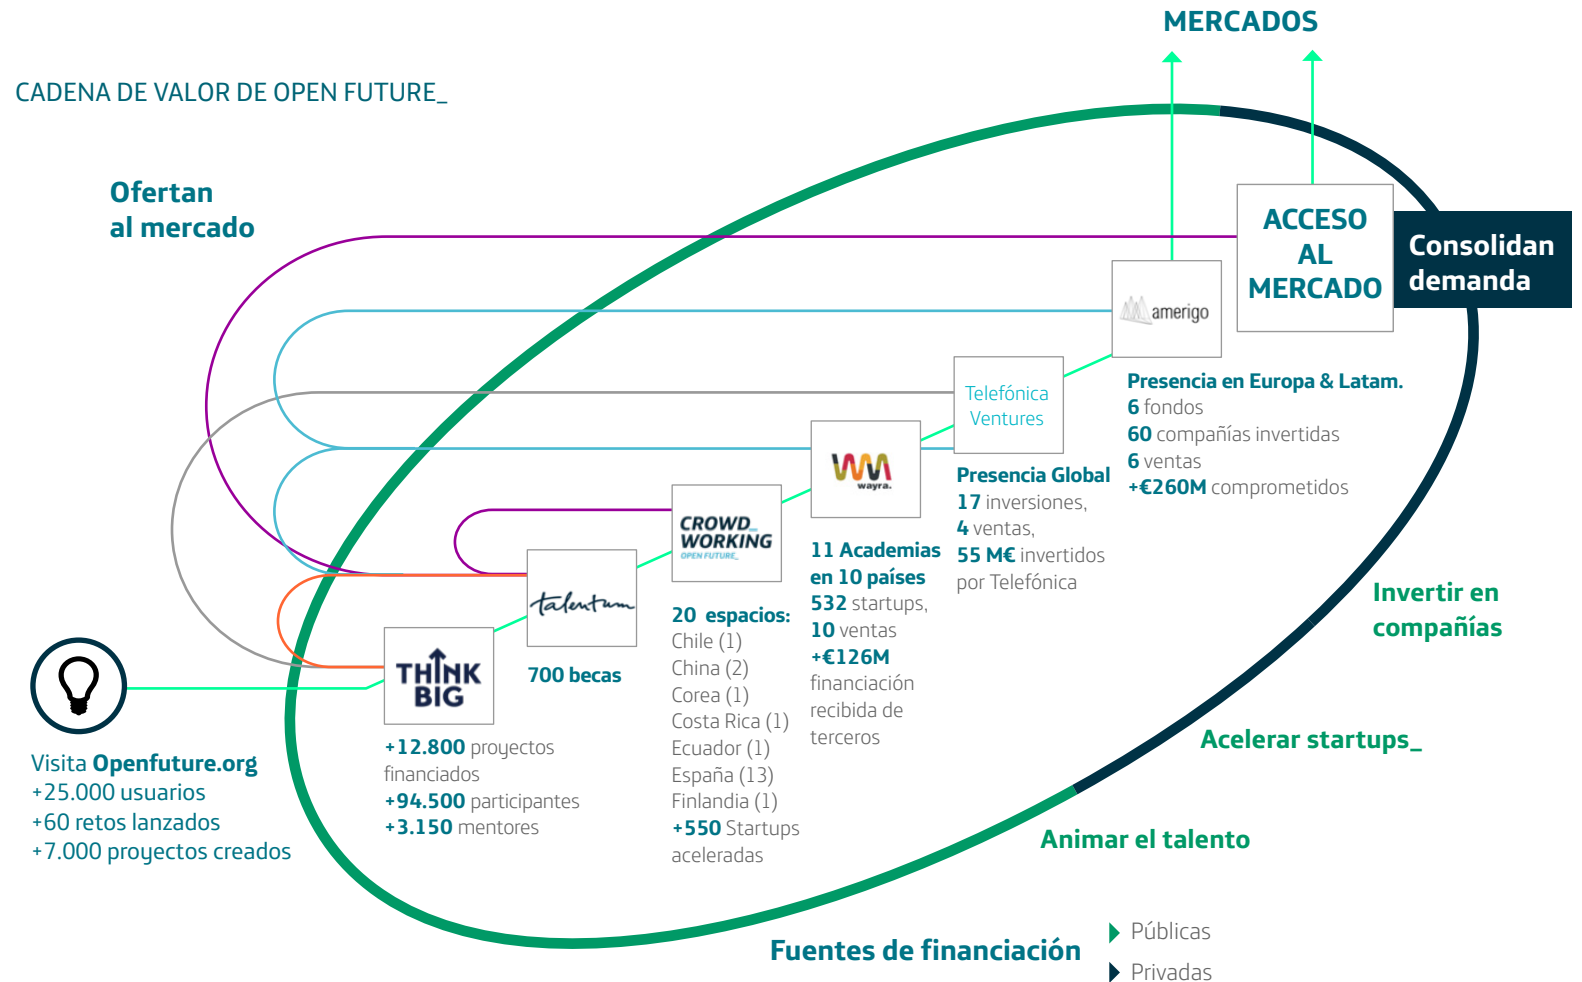 MERCADOS
CADENA DE VALOR DE OPEN FUTURE_
Ofertan
al mercado
ACCESO
AL
MERCADO
Consolidan
demanda
amerigo
Presencia en Europa & Latam.
6 fondos
60 compañías invertidas
6 ventas
+€260M comprometidos
Telefónica
Ventures
Presencia Global
17 inversiones,
4 ventas,
55 M€ invertidos
por Telefónica
wayra.
11 Academias
en 10 países
532 startups,
10 ventas
+€126M
financiación
recibida de
terceros
CROWD_
WORKING
OPEN FUTURE_
20 espacios:
Chile (1)
China (2)
Corea (1)
Costa Rica (1)
Ecuador (1)
España (13)
Finlandia (1)
+550 Startups
aceleradas
talentum
700 becas
THINK
BIG
+12.800 proyectos
financiados
+94.500 participantes
+3.150 mentores
Visita Openfuture.org
+25.000 usuarios
+60 retos lanzados
+7.000 proyectos creados
Invertir en
compañías
Acelerar startups_
Animar el talento
Fuentes de financiación
Públicas
Privadas